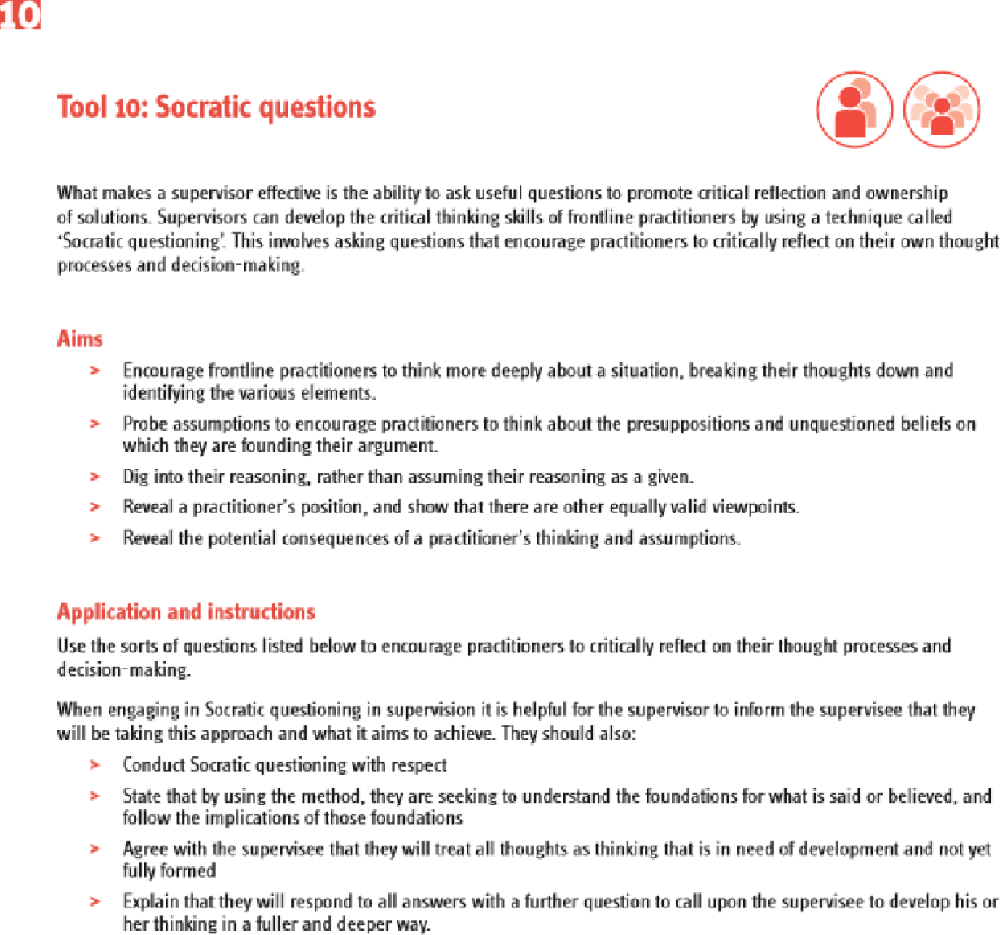 10
Tool 10: Socratic questions
What makes a supervisor effective is the ability to ask useful questions to promote critical reflection and ownership
of solutions. Supervisors can develop the critical thinking skills of frontline practitioners by using a technique called
‘Socratic questioning’. This involves asking questions that encourage practitioners to critically reflect on their own thought
processes and decision-making.
Aims
> Encourage frontline practitioners to think more deeply about a situation, breaking their thoughts down and
identifying the various elements.
> Probe assumptions to encourage practitioners to think about the presuppositions and unquestioned beliefs on
which they are founding their argument.
> Dig into their reasoning, rather than assuming their reasoning as a given.
> Reveal a practitioner’s position, and show that there are other equally valid viewpoints.
> Reveal the potential consequences of a practitioner’s thinking and assumptions.
Application and instructions
Use the sorts of questions listed below to encourage practitioners to critically reflect on their thought processes and
decision-making.
When engaging in Socratic questioning in supervision it is helpful for the supervisor to inform the supervisee that they
will be taking this approach and what it aims to achieve. They should also:
> Conduct Socratic questioning with respect
> State that by using the method, they are seeking to understand the foundations for what is said or believed, and
follow the implications of those foundations
> Agree with the supervisee that they will treat all thoughts as thinking that is in need of development and not yet
fully formed
> Explain that they will respond to all answers with a further question to call upon the supervisee to develop his or
her thinking in a fuller and deeper way.